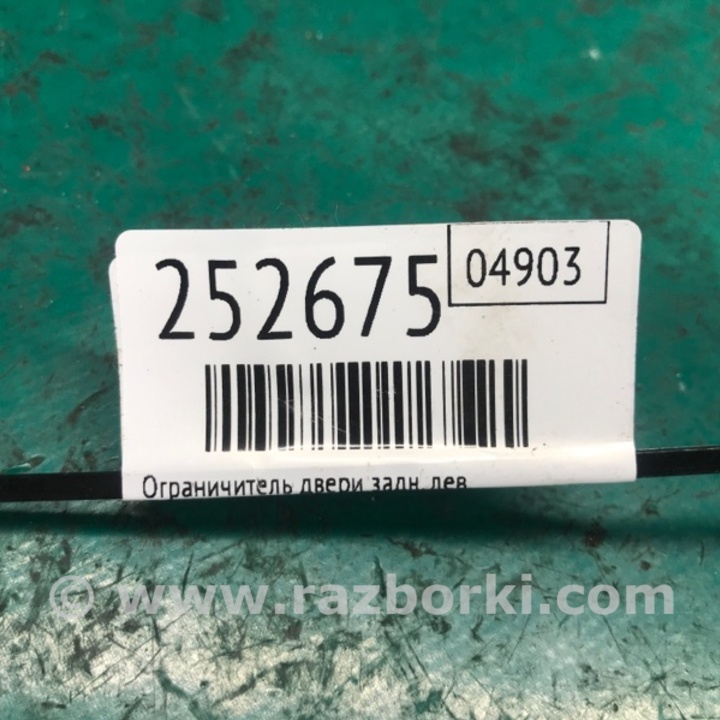 252675
04903
Ограничитель двери задн. лев
© www.razborki.com